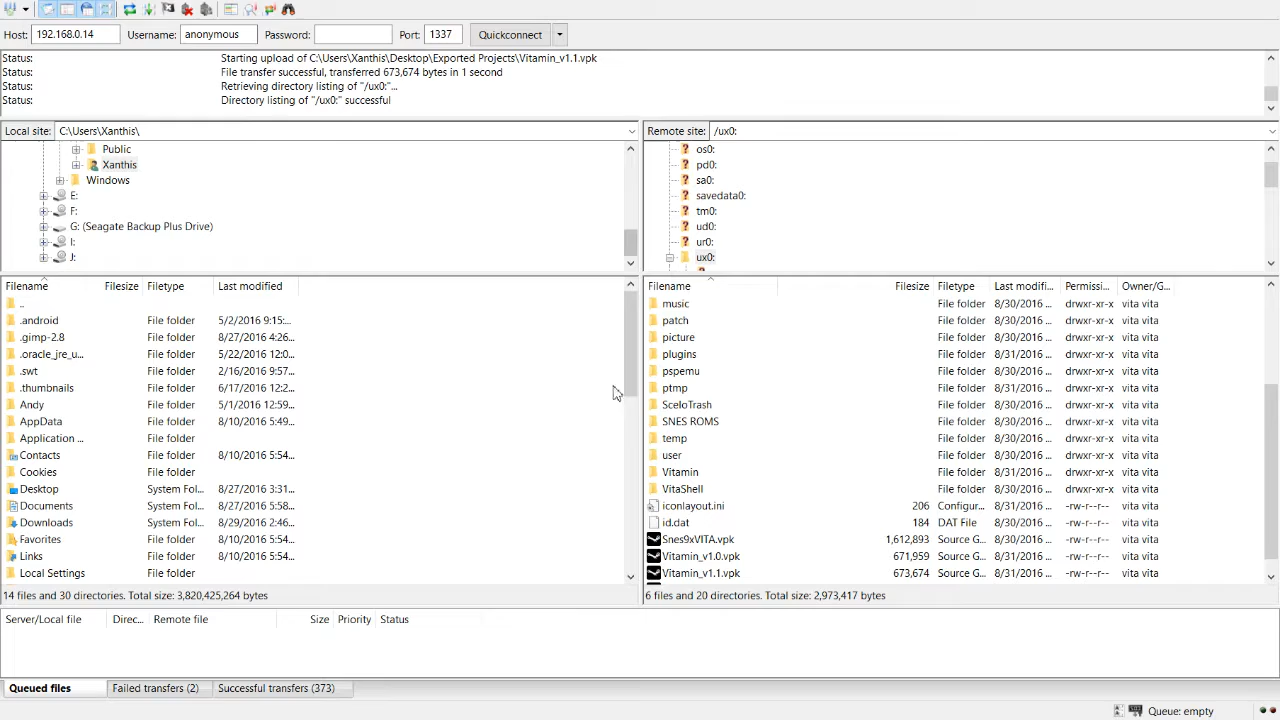 Host: 192.168.0.14 Username: anonymous Password: Port: 1337 Quickconnect
Status: Starting upload of C:\Users\Xanthis\Desktop\Exported Projects\Vitamin_v1.1.vpk
Status: File transfer successful, transferred 673,674 bytes in 1 second
Status: Retrieving directory listing of "/ux0:"...
Status: Directory listing of "/ux0:" successful
Local site: C:\Users\Xanthis\
Public
Xanthis
Windows
E:
F:
G: (Seagate Backup Plus Drive)
I:
J:
Remote site: /ux0:
os0:
pd0:
sa0:
savedata0:
tm0:
ud0:
ur0:
ux0:
Filename Filesize Filetype Last modified
..
.android File folder 5/2/2016 9:15:...
.gimp-2.8 File folder 8/27/2016 4:26...
.oracle_jre_u... File folder 5/22/2016 12:0...
.swt File folder 2/16/2016 9:57...
.thumbnails File folder 6/17/2016 12:2...
Andy File folder 5/1/2016 12:59...
AppData File folder 8/10/2016 5:49...
Application ... File folder
Contacts File folder 8/10/2016 5:54...
Cookies File folder
Desktop System Fol... 8/27/2016 3:31...
Documents File folder 8/27/2016 5:58...
Downloads System Fol... 8/29/2016 2:46...
Favorites File folder 8/10/2016 5:54...
Links File folder 8/10/2016 5:54...
Local Settings File folder
14 files and 30 directories. Total size: 3,820,425,264 bytes
Filename Filesize Filetype Last modifi... Permissi... Owner/G...
music File folder 8/30/2016 ... drwxr-xr-x vita vita
patch File folder 8/30/2016 ... drwxr-xr-x vita vita
picture File folder 8/30/2016 ... drwxr-xr-x vita vita
plugins File folder 8/31/2016 ... drwxr-xr-x vita vita
pspemu File folder 8/30/2016 ... drwxr-xr-x vita vita
ptmp File folder 8/31/2016 ... drwxr-xr-x vita vita
SceIoTrash File folder 8/30/2016 ... drwxr-xr-x vita vita
SNES ROMS File folder 8/30/2016 ... drwxr-xr-x vita vita
temp File folder 8/30/2016 ... drwxr-xr-x vita vita
user File folder 8/30/2016 ... drwxr-xr-x vita vita
Vitamin File folder 8/31/2016 ... drwxr-xr-x vita vita
VitaShell File folder 8/30/2016 ... drwxr-xr-x vita vita
iconlayout.ini 206 Configur... 8/31/2016 ... -rw-r--r-- vita vita
id.dat 184 DAT File 8/30/2016 ... -rw-r--r-- vita vita
Snes9xVITA.vpk 1,612,893 Source G... 8/30/2016 ... -rw-r--r-- vita vita
Vitamin_v1.0.vpk 671,959 Source G... 8/31/2016 ... -rw-r--r-- vita vita
Vitamin_v1.1.vpk 673,674 Source G... 8/31/2016 ... -rw-r--r-- vita vita
6 files and 20 directories. Total size: 2,973,417 bytes
Server/Local file Direc... Remote file Size Priority Status
Queued files Failed transfers (2) Successful transfers (373)
Queue: empty